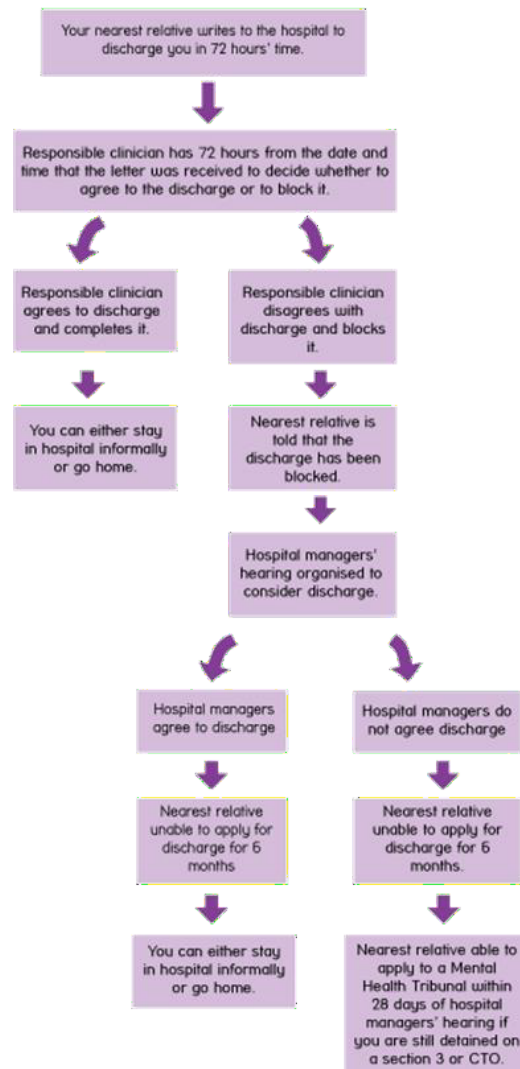 Your nearest relative writes to the hospital to
discharge you in 72 hours' time.
Responsible clinician has 72 hours from the date and
time that the letter was received to decide whether to
agree to the discharge or to block it.
Responsible clinician
agrees to discharge
and completes it.
You can either stay
in hospital informally
or go home.
Responsible clinician
disagrees with
discharge and blocks
it.
Nearest relative is
told that the
discharge has been
blocked.
Hospital managers'
hearing organised to
consider discharge.
Hospital managers
agree to discharge
Nearest relative
unable to apply for
discharge for 6
months
You can either stay
in hospital informally
or go home.
Hospital managers do
not agree discharge
Nearest relative
unable to apply for
discharge for 6
months.
Nearest relative able to
apply to a Mental
Health Tribunal within
28 days of hospital
managers' hearing if
you are still detained on
a section 3 or CTO.